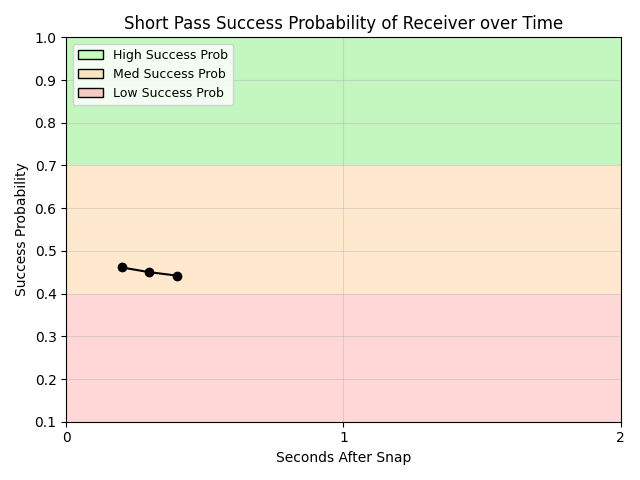 Short Pass Success Probability of Receiver over Time
1.0
0.9
0.8
0.7
0.6
0.5
0.4
0.3
0.2
0.1
Success Probability
High Success Prob
Med Success Prob
Low Success Prob
0
1
2
Seconds After Snap